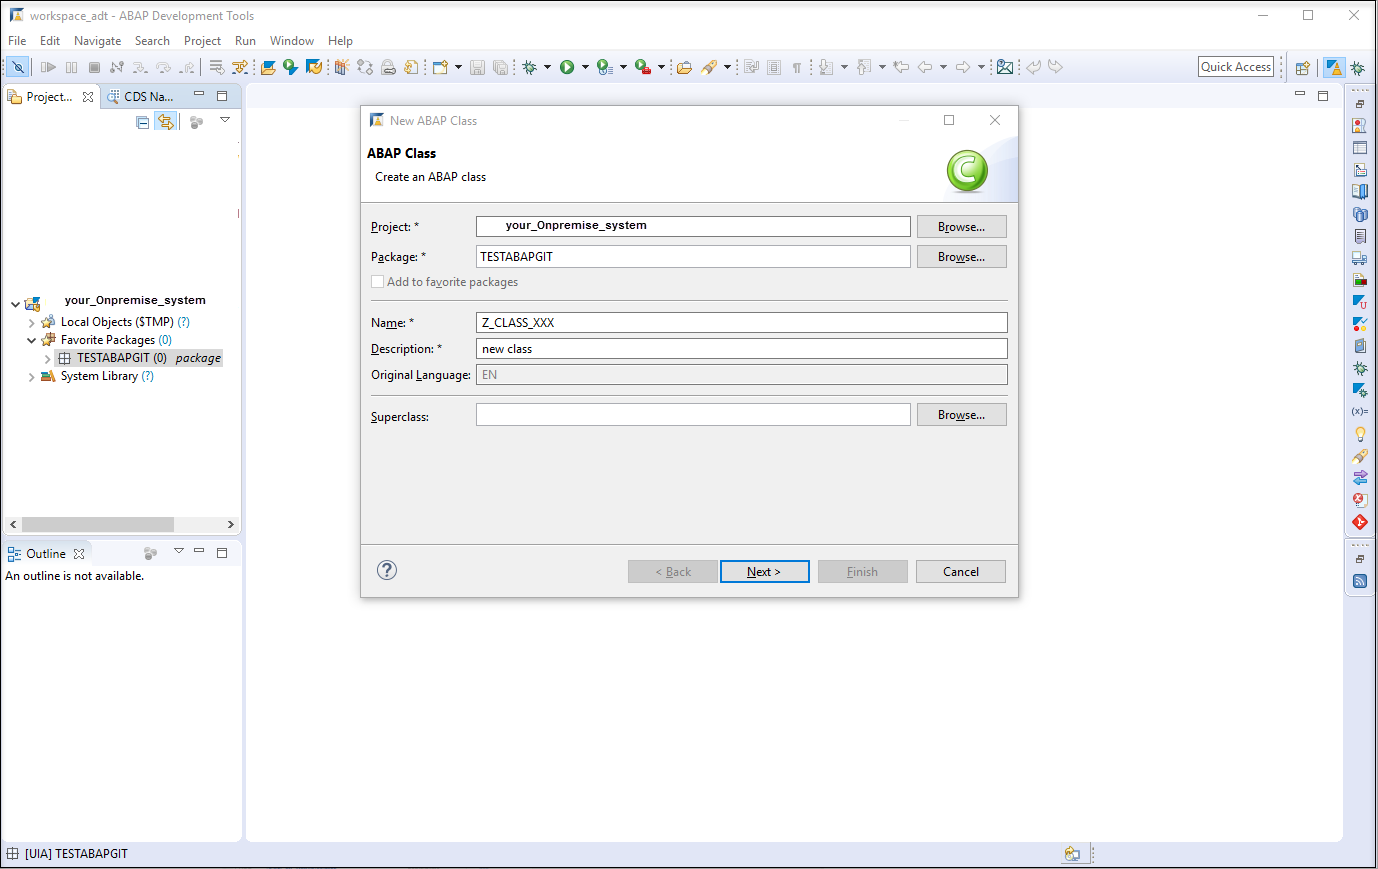 workspace_adt - ABAP Development Tools
File Edit Navigate Search Project Run Window Help
Quick Access
Project... CDS Na...
your_Onpremise_system
Local Objects ($TMP) (?)
Favorite Packages (0)
TESTABAPGIT (0) package
System Library (?)
Outline
An outline is not available.
New ABAP Class
ABAP Class
Create an ABAP class
Project: * your_Onpremise_system Browse...
Package: * TESTABAPGIT Browse...
Add to favorite packages
Name: * Z_CLASS_XXX
Description: * new class
Original Language: EN
Superclass: Browse...
< Back Next > Finish Cancel
(x)=
[UIA] TESTABAPGIT